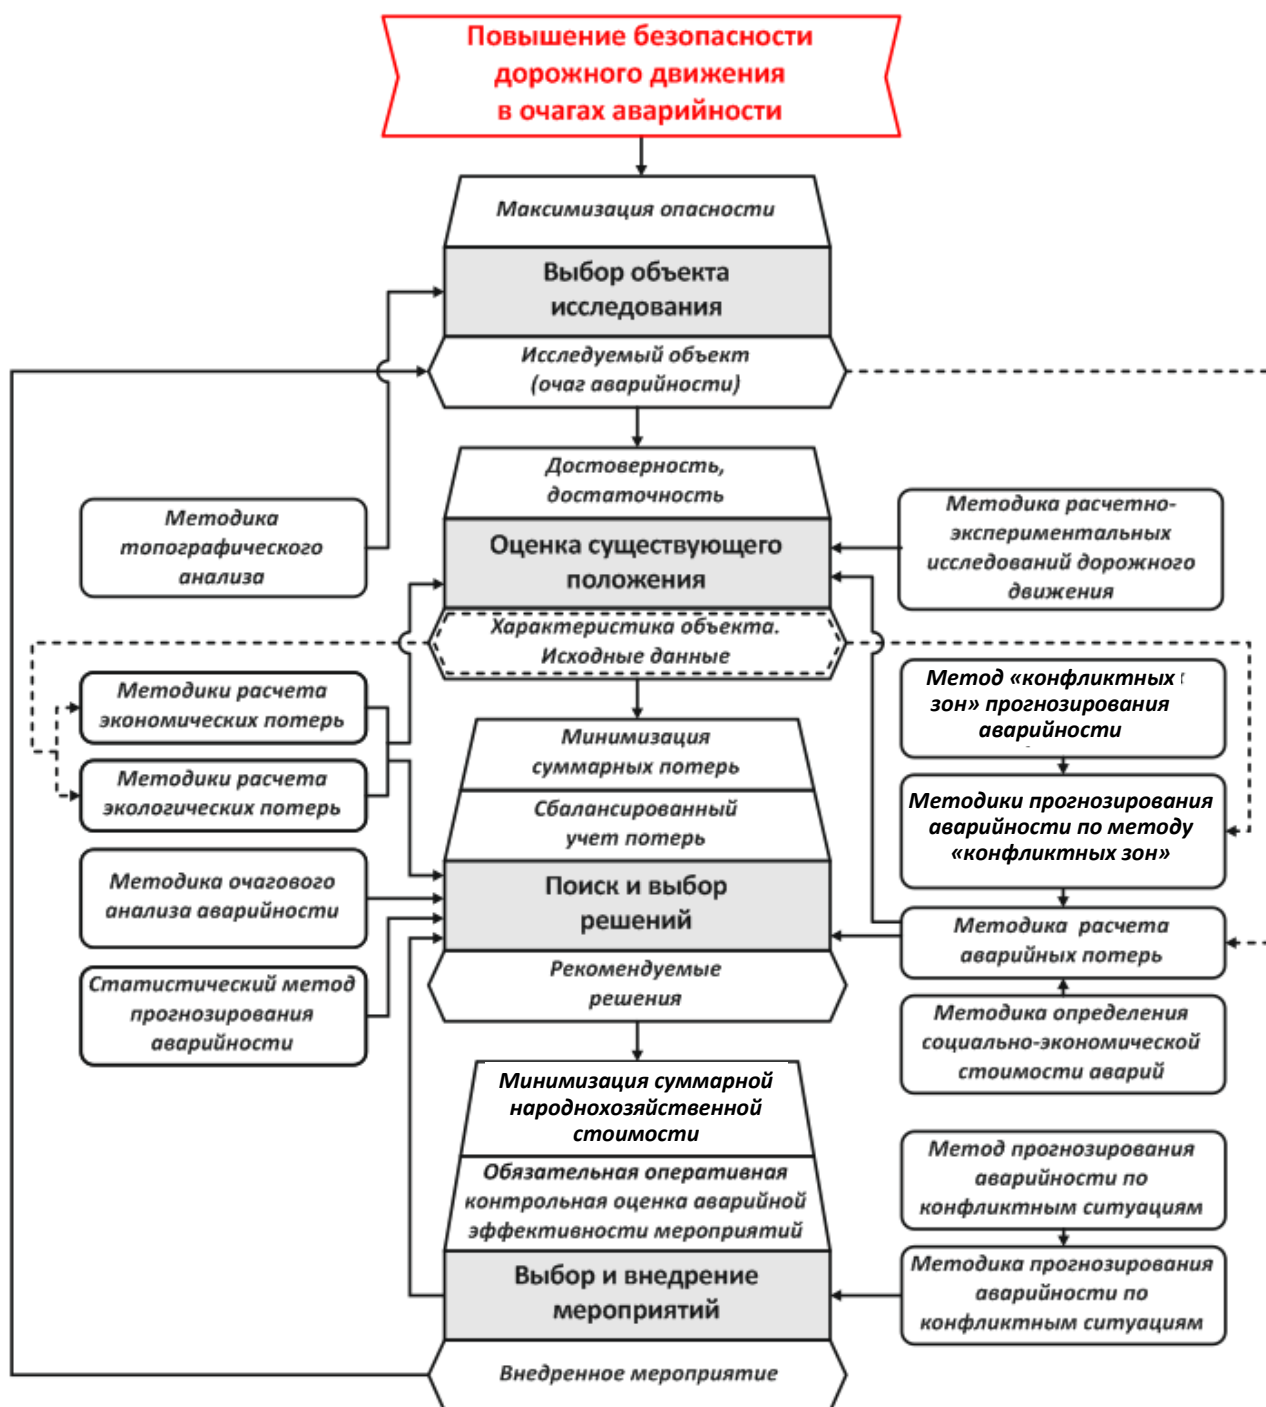 Повышение безопасности
дорожного движения
в очагах аварийности
Максимизация опасности
Выбор объекта
исследования
Исследуемый объект
(очаг аварийности)
Достоверность,
достаточность
Оценка существующего
положения
Характеристика объекта.
Исходные данные
Минимизация
суммарных потерь
Сбалансированный
учет потерь
Поиск и выбор
решений
Рекомендуемые
решения
Минимизация суммарной
народнохозяйственной
стоимости
Обязательная оперативная
контрольная оценка аварийной
эффективности мероприятий
Выбор и внедрение
мероприятий
Внедренное мероприятие
Методика
топографического
анализа
Методики расчета
экономических потерь
Методики расчета
экологических потерь
Методика очагового
анализа аварийности
Статистический метод
прогнозирования
аварийности
Методика расчетно-
экспериментальных
исследований дорожного
движения
Метод «конфликтных
зон» прогнозирования
аварийности
Методики прогнозирования
аварийности по методу
«конфликтных зон»
Методика расчета
аварийных потерь
Методика определения
социально-экономической
стоимости аварий
Метод прогнозирования
аварийности по
конфликтным ситуациям
Методика прогнозирования
аварийности по
конфликтным ситуациям